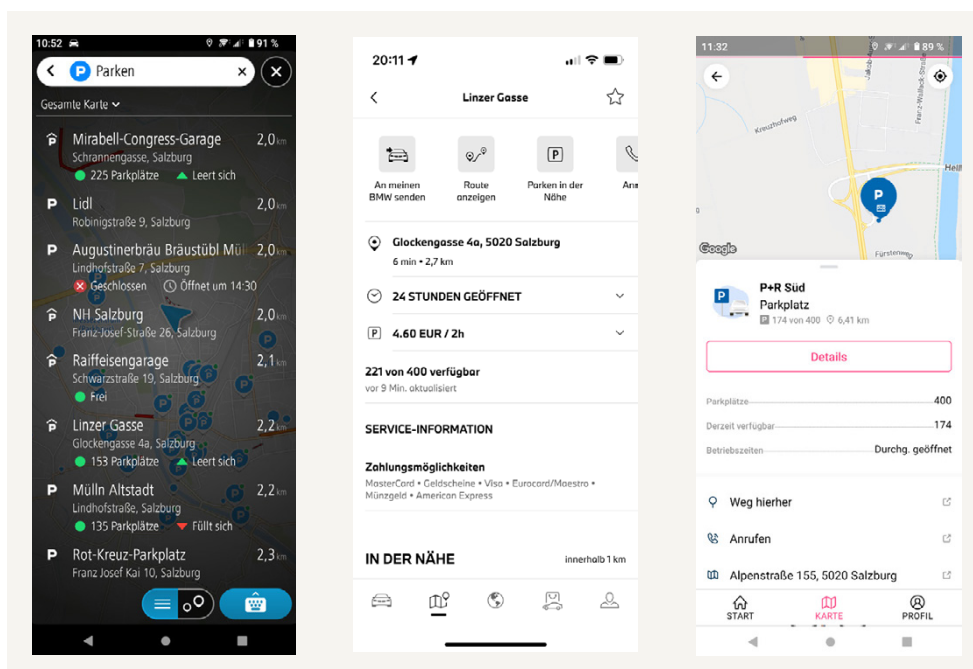 10:52
91 %
Parken
Gesamte Karte
Mirabell-Congress-Garage 2,0 km
Schrannengasse, Salzburg
225 Parkplätze Leert sich
Lidl 2,0 km
Robinigstraße 9, Salzburg
Augustinerbräu Bräustübl Mül 2,0 km
Lindhofstraße 7, Salzburg
Geschlossen Öffnet um 14:30
NH Salzburg 2,0 km
Franz-Josef-Straße 26, Salzburg
Raiffeisengarage 2,1 km
Schwarzstraße 19, Salzburg
Frei
Linzer Gasse 2,2 km
Glockengasse 4a, Salzburg
153 Parkplätze Leert sich
Mülln Altstadt 2,2 km
Lindhofstraße, Salzburg
135 Parkplätze Füllt sich
Rot-Kreuz-Parkplatz 2,3 km
Franz Josef Kai 10, Salzburg
20:11
Linzer Gasse
An meinen
BMW senden
Route
anzeigen
Parken in der
Nähe
Glockengasse 4a, 5020 Salzburg
6 min • 2,7 km
24 STUNDEN GEÖFFNET
P 4.60 EUR / 2h
221 von 400 verfügbar
vor 9 Min. aktualisiert
SERVICE-INFORMATION
Zahlungsmöglichkeiten
MasterCard • Geldscheine • Visa • Eurocard/Maestro •
Münzgeld • American Express
IN DER NÄHE innerhalb 1 km
11:32
89 %
Franz-Wallack-Straße
Kreuzhofweg
Hell
P
Google
Fürstenweg
P+R Süd
Parkplatz
174 von 400 6,41 km
Details
Parkplätze 400
Derzeit verfügbar 174
Betriebszeiten Durchg. geöffnet
Weg hierher
Anrufen
Alpenstraße 155, 5020 Salzburg
START KARTE PROFIL